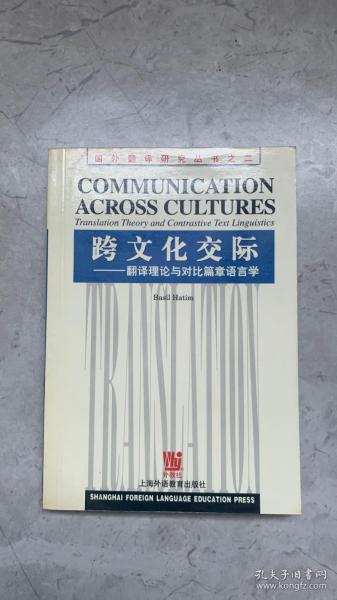 国外翻译研究丛书之二
COMMUNICATION
ACROSS CULTURES
Translation Theory and Contrastive Text Linguistics
跨文化交际
——翻译理论与对比篇章语言学
Basil Hatim
TRANSLATION
外教社
上海外语教育出版社
SHANGHAI FOREIGN LANGUAGE EDUCATION PRESS
孔夫子旧书网
www.kongfz.com